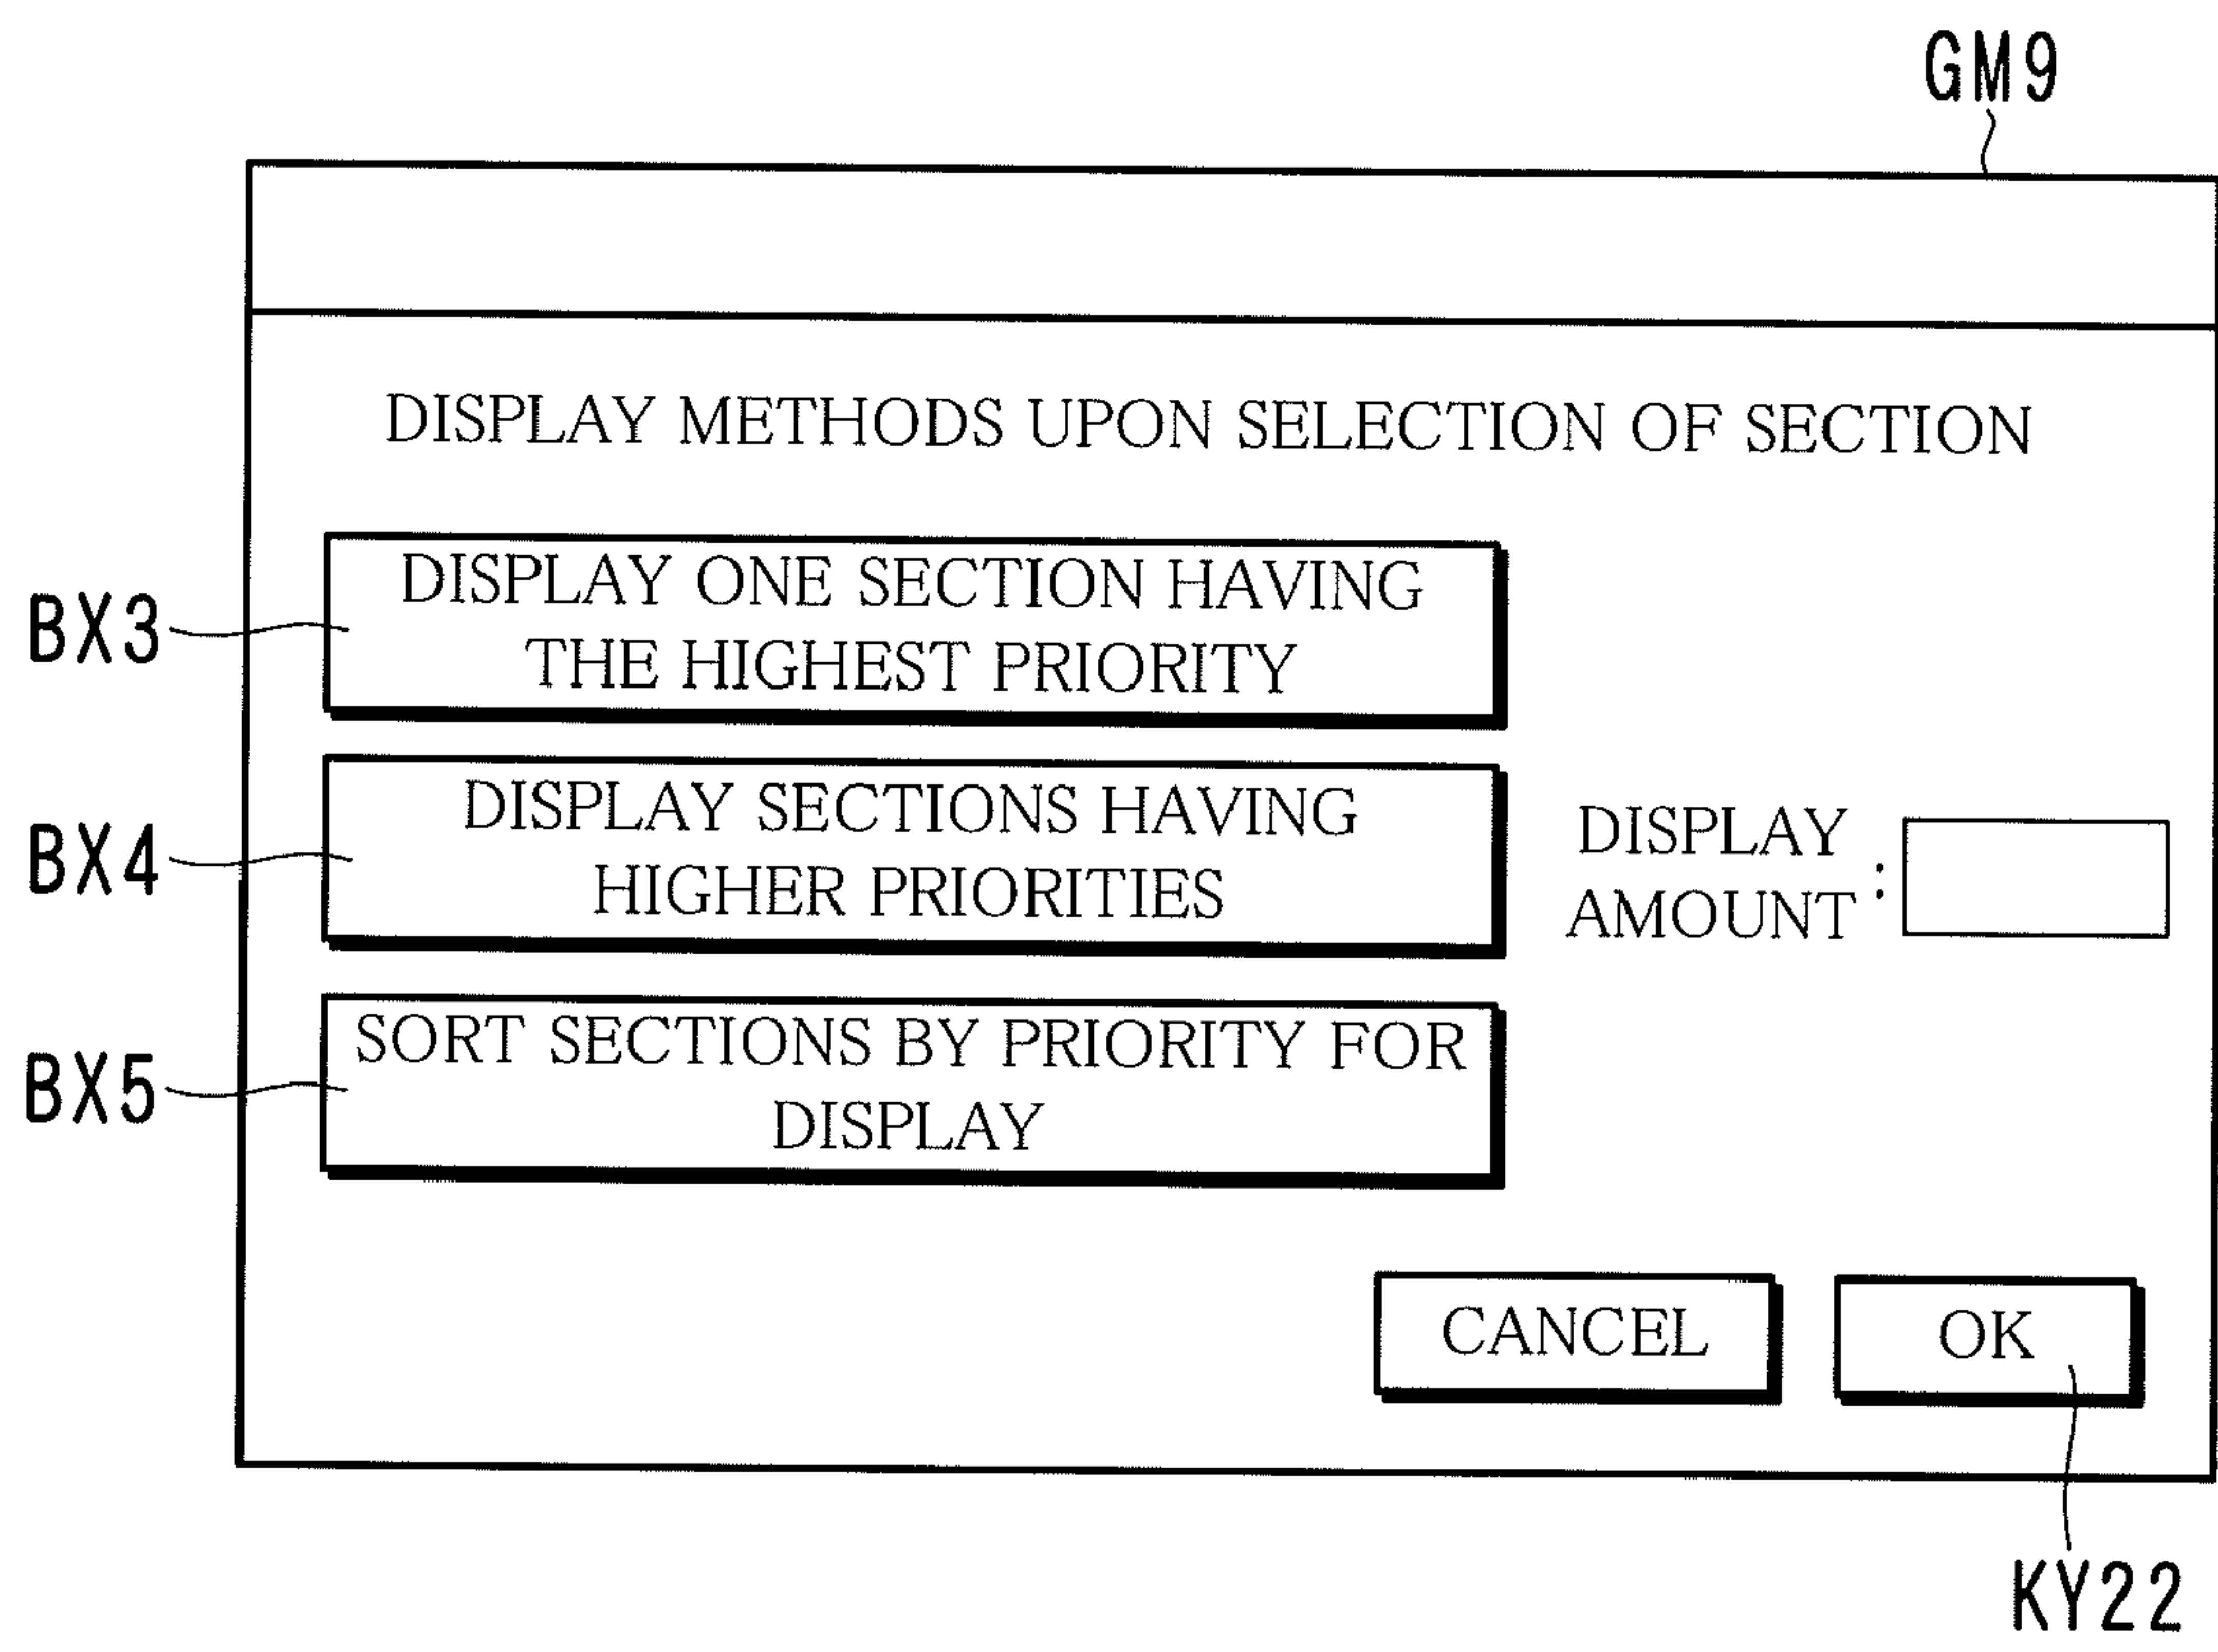 GM9
DISPLAY METHODS UPON SELECTION OF SECTION
BX3
DISPLAY ONE SECTION HAVING
THE HIGHEST PRIORITY
BX4
DISPLAY SECTIONS HAVING
HIGHER PRIORITIES
DISPLAY
AMOUNT :
BX5
SORT SECTIONS BY PRIORITY FOR
DISPLAY
CANCEL
OK
KY22